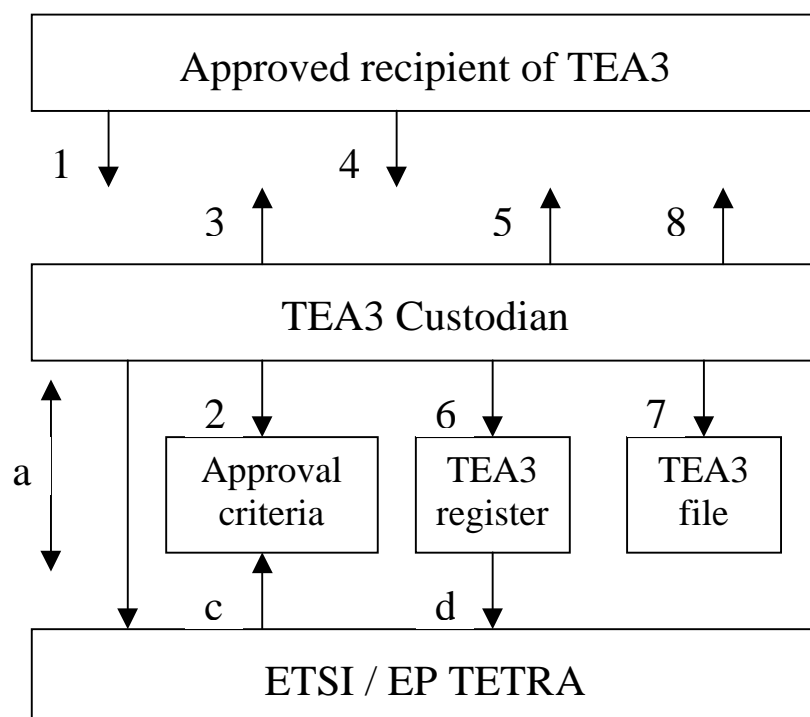 Approved recipient of TEA3
1 4
3 5 8
TEA3 Custodian
2 6 7
a
Approval
criteria
TEA3
register
TEA3
file
c d
ETSI / EP TETRA